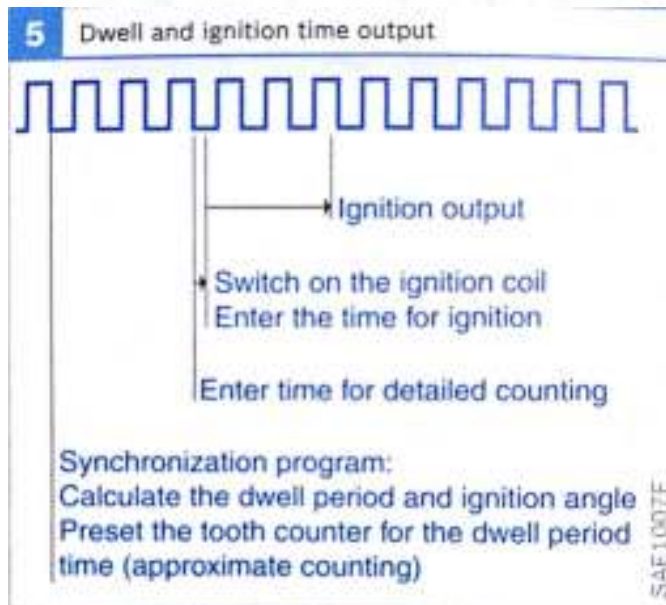 5 Dwell and ignition time output
Ignition output
Switch on the ignition coil
Enter the time for ignition
Enter time for detailed counting
Synchronization program:
Calculate the dwell period and ignition angle
Preset the tooth counter for the dwell period
time (approximate counting)
SAE1007E